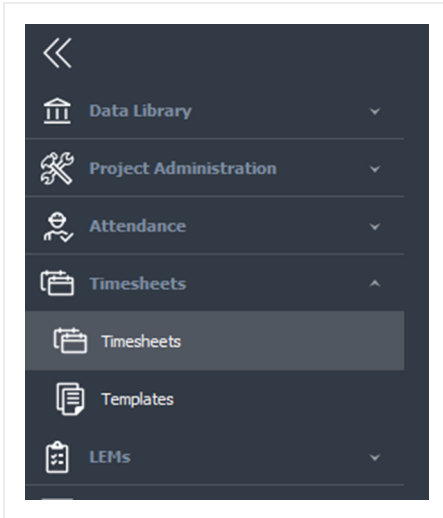 Data Library
Project Administration
Attendance
Timesheets
Timesheets
Templates
LEMs